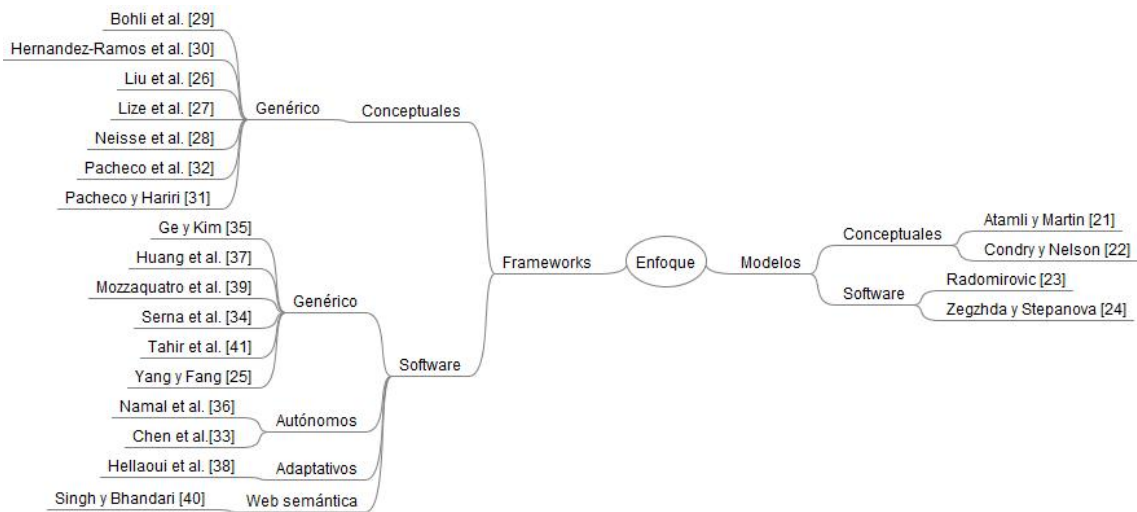 Bohli et al. [29]
Hernandez-Ramos et al. [30]
Liu et al. [26]
Lize et al. [27]
Neisse et al. [28]
Pacheco et al. [32]
Pacheco y Hariri [31]
Genérico
Conceptuales
Ge y Kim [35]
Huang et al. [37]
Mozzaquatro et al. [39]
Serna et al. [34]
Tahir et al. [41]
Yang y Fang [25]
Genérico
Namal et al. [36]
Chen et al.[33]
Autónomos
Hellaoui et al. [38]
Adaptativos
Singh y Bhandari [40]
Web semántica
Software
Frameworks
Enfoque
Modelos
Conceptuales
Atamli y Martin [21]
Condry y Nelson [22]
Software
Radomirovic [23]
Zegzhda y Stepanova [24]